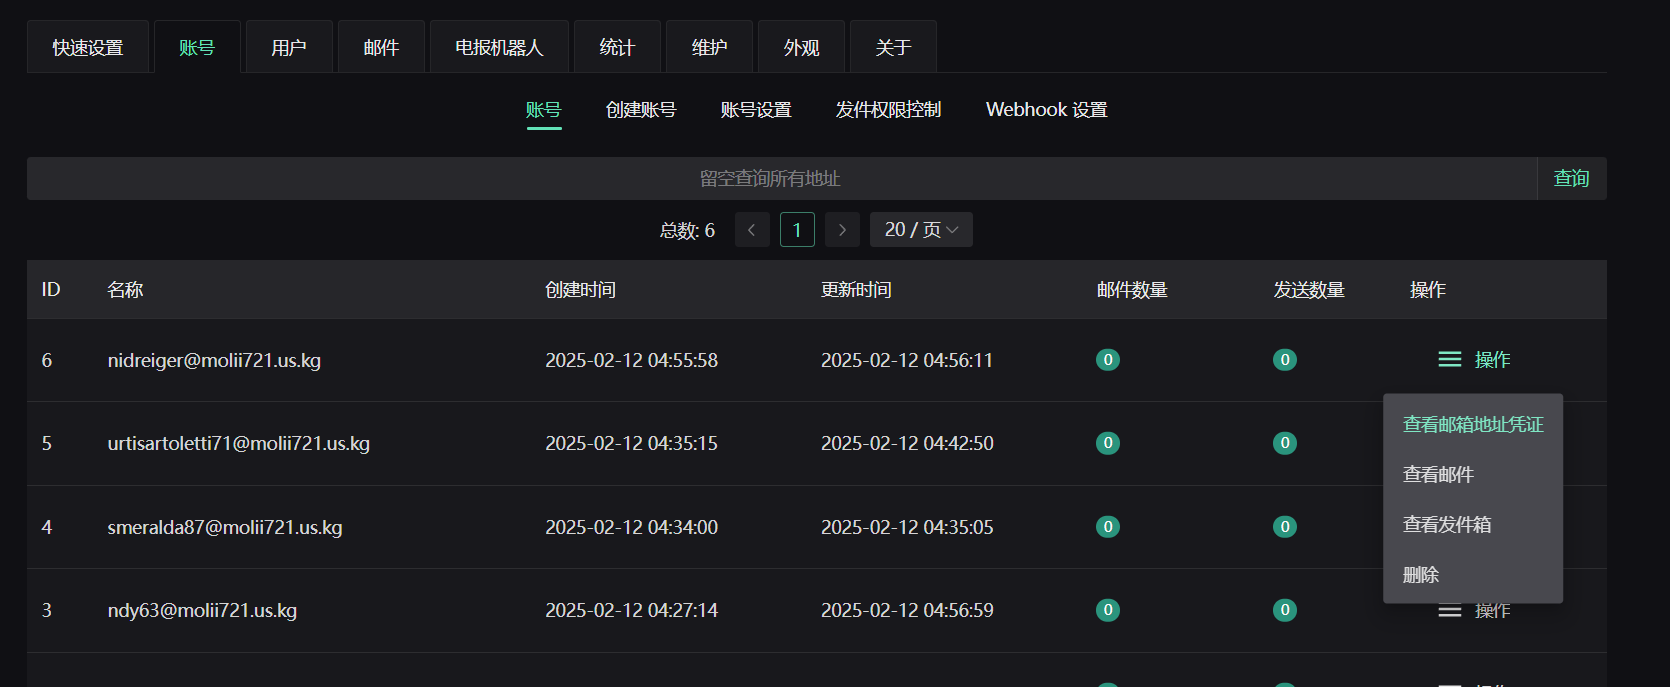 快速设置 账号 用户 邮件 电报机器人 统计 维护 外观 关于
账号 创建账号 账号设置 发件权限控制 Webhook 设置
留空查询所有地址 查询
总数: 6 1 20 / 页
ID 名称 创建时间 更新时间 邮件数量 发送数量 操作
6 nidreiger@molii721.us.kg 2025-02-12 04:55:58 2025-02-12 04:56:11 0 0 操作
查看邮箱地址凭证
5 urtisartoletti71@molii721.us.kg 2025-02-12 04:35:15 2025-02-12 04:42:50 0 0
查看邮件
4 smeralda87@molii721.us.kg 2025-02-12 04:34:00 2025-02-12 04:35:05 0 0
查看发件箱
删除
3 ndy63@molii721.us.kg 2025-02-12 04:27:14 2025-02-12 04:56:59 0 0 操作